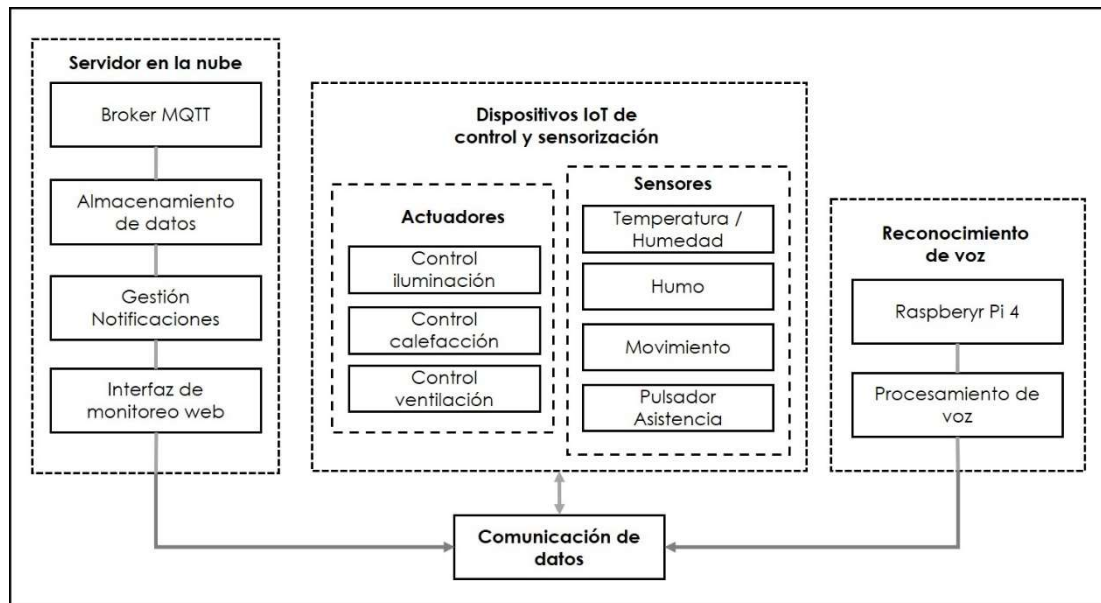 Servidor en la nube
Broker MQTT
Almacenamiento
de datos
Gestión
Notificaciones
Interfaz de
monitoreo web
Dispositivos IoT de
control y sensorización
Actuadores
Control
iluminación
Control
calefacción
Control
ventilación
Sensores
Temperatura /
Humedad
Humo
Movimiento
Pulsador
Asistencia
Reconocimiento
de voz
Raspberyr Pi 4
Procesamiento de
voz
Comunicación de
datos